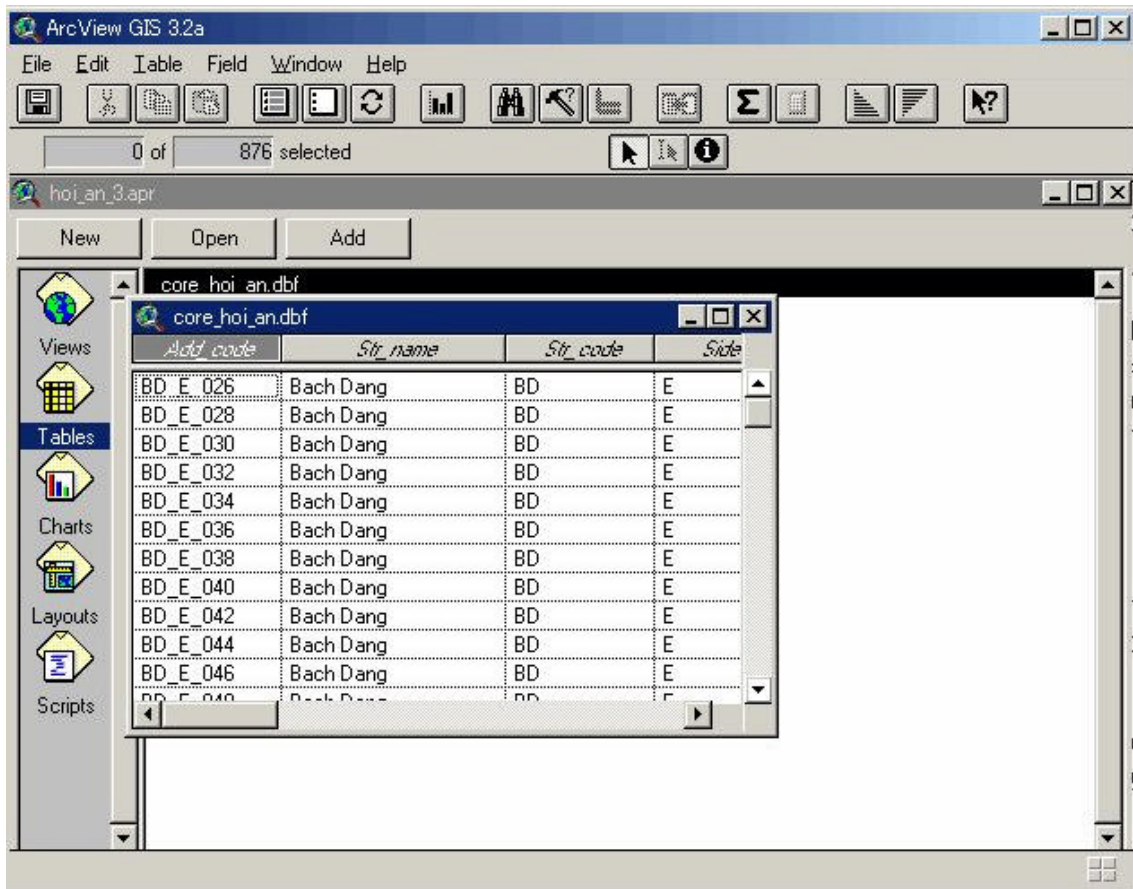 ArcView GIS 3.2a
File Edit Table Field Window Help
0 of 876 selected
hoi_an_3.apr
New Open Add
core_hoi_an.dbf
Views
Tables
Charts
Layouts
Scripts
core_hoi_an.dbf
Add_code Str_name Str_code Side
BD_E_026 Bach Dang BD E
BD_E_028 Bach Dang BD E
BD_E_030 Bach Dang BD E
BD_E_032 Bach Dang BD E
BD_E_034 Bach Dang BD E
BD_E_036 Bach Dang BD E
BD_E_038 Bach Dang BD E
BD_E_040 Bach Dang BD E
BD_E_042 Bach Dang BD E
BD_E_044 Bach Dang BD E
BD_E_046 Bach Dang BD E